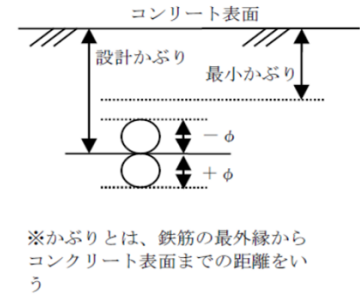 コンリート表面
設計かぶり
最小かぶり
－φ
＋φ
※かぶりとは、鉄筋の最外縁から
コンクリート表面までの距離をい
う